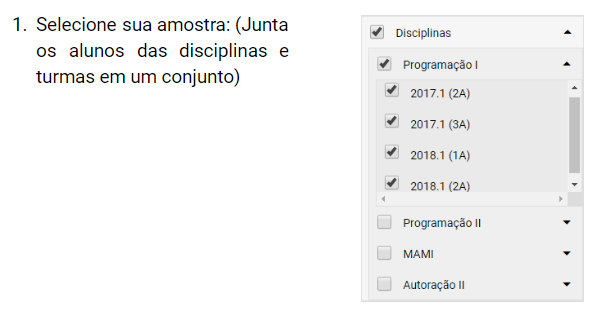 1. Selecione sua amostra: (Junta
os alunos das disciplinas e
turmas em um conjunto)
Disciplinas
Programação I
2017.1 (2A)
2017.1 (3A)
2018.1 (1A)
2018.1 (2A)
Programação II
MAMI
Autoração II